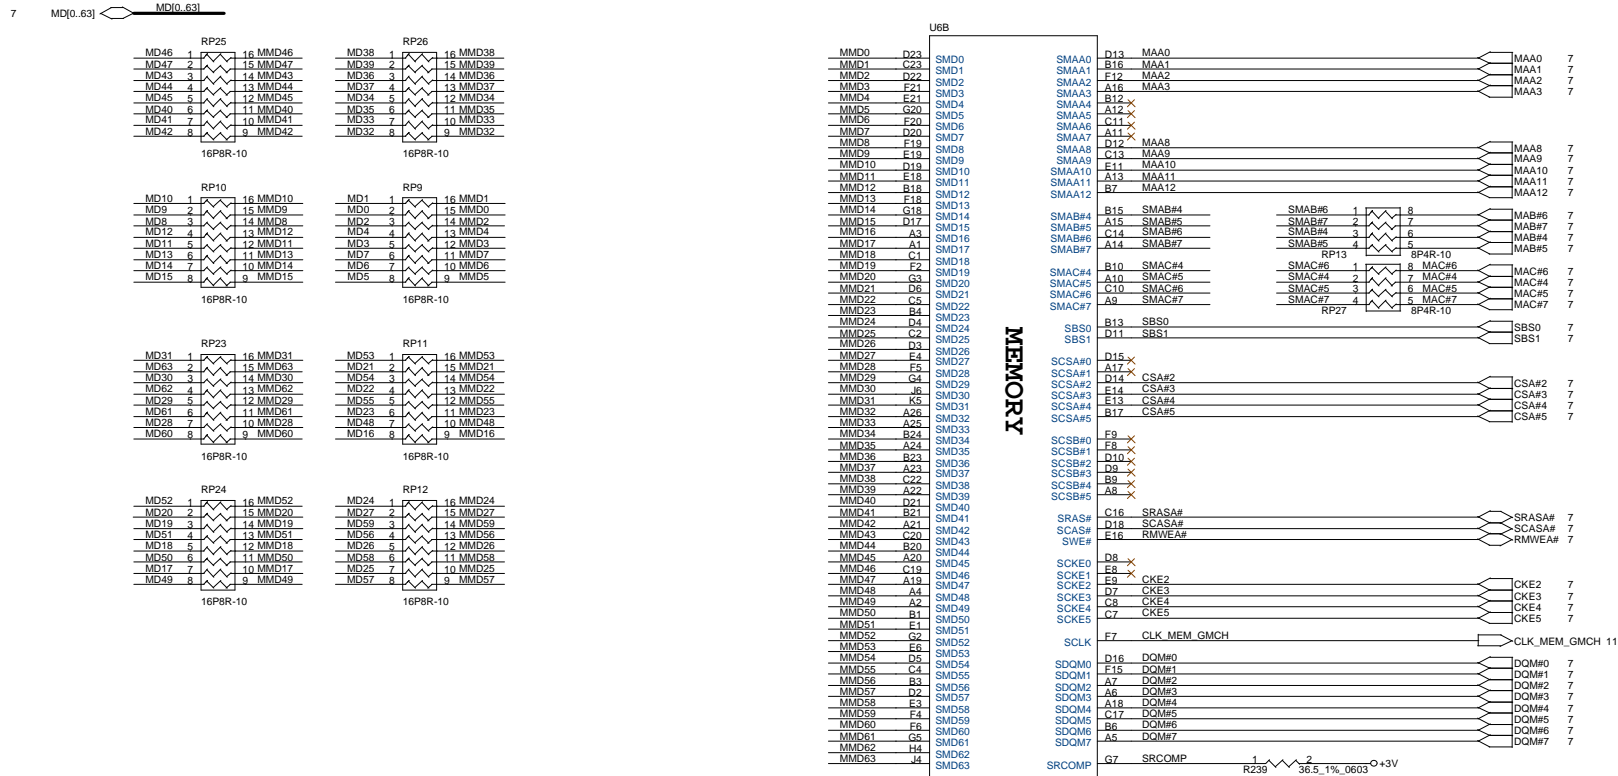 7 MD[0..63] MD[0..63]
RP25
MD46 1 16 MMD46
MD47 2 15 MMD47
MD43 3 14 MMD43
MD44 4 13 MMD44
MD45 5 12 MMD45
MD40 6 11 MMD40
MD41 7 10 MMD41
MD42 8 9 MMD42
16P8R-10
RP26
MD38 1 16 MMD38
MD39 2 15 MMD39
MD36 3 14 MMD36
MD37 4 13 MMD37
MD34 5 12 MMD34
MD35 6 11 MMD35
MD33 7 10 MMD33
MD32 8 9 MMD32
16P8R-10
RP10
MD10 1 16 MMD10
MD9 2 15 MMD9
MD8 3 14 MMD8
MD12 4 13 MMD12
MD11 5 12 MMD11
MD13 6 11 MMD13
MD14 7 10 MMD14
MD15 8 9 MMD15
16P8R-10
RP9
MD1 1 16 MMD1
MD0 2 15 MMD0
MD2 3 14 MMD2
MD4 4 13 MMD4
MD3 5 12 MMD3
MD7 6 11 MMD7
MD6 7 10 MMD6
MD5 8 9 MMD5
16P8R-10
RP23
MD31 1 16 MMD31
MD63 2 15 MMD63
MD30 3 14 MMD30
MD62 4 13 MMD62
MD29 5 12 MMD29
MD61 6 11 MMD61
MD28 7 10 MMD28
MD60 8 9 MMD60
16P8R-10
RP11
MD53 1 16 MMD53
MD21 2 15 MMD21
MD54 3 14 MMD54
MD22 4 13 MMD22
MD55 5 12 MMD55
MD23 6 11 MMD23
MD48 7 10 MMD48
MD16 8 9 MMD16
16P8R-10
RP24
MD52 1 16 MMD52
MD20 2 15 MMD20
MD19 3 14 MMD19
MD51 4 13 MMD51
MD18 5 12 MMD18
MD50 6 11 MMD50
MD17 7 10 MMD17
MD49 8 9 MMD49
16P8R-10
RP12
MD24 1 16 MMD24
MD27 2 15 MMD27
MD59 3 14 MMD59
MD56 4 13 MMD56
MD26 5 12 MMD26
MD58 6 11 MMD58
MD25 7 10 MMD25
MD57 8 9 MMD57
16P8R-10
U6B
MEMORY
MMD0 D23 SMD0
MMD1 C23 SMD1
MMD2 D22 SMD2
MMD3 F21 SMD3
MMD4 E21 SMD4
MMD5 G20 SMD5
MMD6 F20 SMD6
MMD7 D20 SMD7
MMD8 F19 SMD8
MMD9 E19 SMD9
MMD10 D19 SMD10
MMD11 E18 SMD11
MMD12 B18 SMD12
MMD13 F18 SMD13
MMD14 G18 SMD14
MMD15 D17 SMD15
MMD16 A3 SMD16
MMD17 A1 SMD17
MMD18 C1 SMD18
MMD19 F2 SMD19
MMD20 G3 SMD20
MMD21 D6 SMD21
MMD22 C5 SMD22
MMD23 B4 SMD23
MMD24 D4 SMD24
MMD25 C2 SMD25
MMD26 D3 SMD26
MMD27 E4 SMD27
MMD28 F5 SMD28
MMD29 G4 SMD29
MMD30 J6 SMD30
MMD31 K5 SMD31
MMD32 A26 SMD32
MMD33 A25 SMD33
MMD34 B24 SMD34
MMD35 A24 SMD35
MMD36 B23 SMD36
MMD37 A23 SMD37
MMD38 C22 SMD38
MMD39 A22 SMD39
MMD40 D21 SMD40
MMD41 B21 SMD41
MMD42 A21 SMD42
MMD43 C20 SMD43
MMD44 B20 SMD44
MMD45 A20 SMD45
MMD46 C19 SMD46
MMD47 A19 SMD47
MMD48 A4 SMD48
MMD49 A2 SMD49
MMD50 B1 SMD50
MMD51 E1 SMD51
MMD52 G2 SMD52
MMD53 E6 SMD53
MMD54 D5 SMD54
MMD55 C4 SMD55
MMD56 B3 SMD56
MMD57 D2 SMD57
MMD58 E3 SMD58
MMD59 F4 SMD59
MMD60 F6 SMD60
MMD61 G5 SMD61
MMD62 H4 SMD62
MMD63 J4 SMD63
SMAA0 D13 MAA0 MAA0 7
SMAA1 B16 MAA1 MAA1 7
SMAA2 F12 MAA2 MAA2 7
SMAA3 A16 MAA3 MAA3 7
SMAA4 B12
SMAA5 A12
SMAA6 C11
SMAA7 A11
SMAA8 D12 MAA8 MAA8 7
SMAA9 C13 MAA9 MAA9 7
SMAA10 E11 MAA10 MAA10 7
SMAA11 A13 MAA11 MAA11 7
SMAA12 B7 MAA12 MAA12 7
SMAB#4 B15 SMAB#4 SMAB#6 1 8 MAB#6 7
SMAB#5 A15 SMAB#5 SMAB#7 2 7 MAB#7 7
SMAB#6 C14 SMAB#6 SMAB#4 3 6 MAB#4 7
SMAB#7 A14 SMAB#7 SMAB#5 4 5 MAB#5 7
RP13 8P4R-10
SMAC#4 B10 SMAC#4 SMAC#6 1 8 MAC#6 MAC#6 7
SMAC#5 A10 SMAC#5 SMAC#4 2 7 MAC#4 MAC#4 7
SMAC#6 C10 SMAC#6 SMAC#5 3 6 MAC#5 MAC#5 7
SMAC#7 A9 SMAC#7 SMAC#7 4 5 MAC#7 MAC#7 7
RP27 8P4R-10
SBS0 B13 SBS0 SBS0 7
SBS1 D11 SBS1 SBS1 7
SCSA#0 D15
SCSA#1 A17
SCSA#2 D14 CSA#2 CSA#2 7
SCSA#3 E14 CSA#3 CSA#3 7
SCSA#4 E13 CSA#4 CSA#4 7
SCSA#5 B17 CSA#5 CSA#5 7
SCSB#0 F9
SCSB#1 F8
SCSB#2 D10
SCSB#3 D9
SCSB#4 B9
SCSB#5 A8
SRAS# C16 SRASA# SRASA# 7
SCAS# D18 SCASA# SCASA# 7
SWE# E16 RMWEA# RMWEA# 7
SCKE0 D8
SCKE1 E8
SCKE2 E9 CKE2 CKE2 7
SCKE3 D7 CKE3 CKE3 7
SCKE4 C8 CKE4 CKE4 7
SCKE5 C7 CKE5 CKE5 7
SCLK F7 CLK_MEM_GMCH CLK_MEM_GMCH 11
SDQM0 D16 DQM#0 DQM#0 7
SDQM1 F15 DQM#1 DQM#1 7
SDQM2 A7 DQM#2 DQM#2 7
SDQM3 A6 DQM#3 DQM#3 7
SDQM4 A18 DQM#4 DQM#4 7
SDQM5 C17 DQM#5 DQM#5 7
SDQM6 B6 DQM#6 DQM#6 7
SDQM7 A5 DQM#7 DQM#7 7
SRCOMP G7 SRCOMP 1 2 +3V
R239 36.5_1%_0603